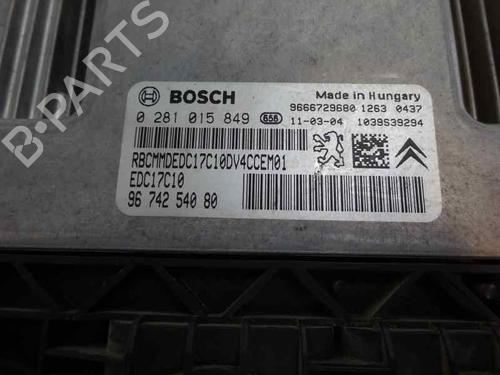 BOSCH
Made in Hungary
9666729680 1263 0437
0 281 015 849 656 11-03-04 1039S39294
RBCMMDEDC17C10DV4CCEM01
EDC17C10
96 742 540 80
B-PARTS